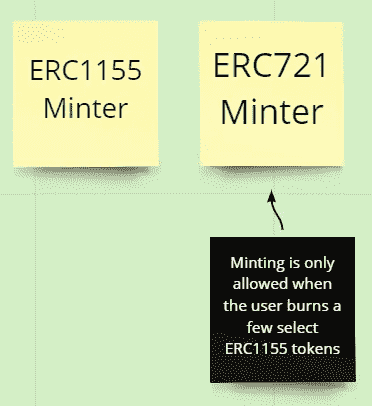 ERC1155
Minter
ERC721
Minter
Minting is only
allowed when
the user burns a
few select
ERC1155 tokens